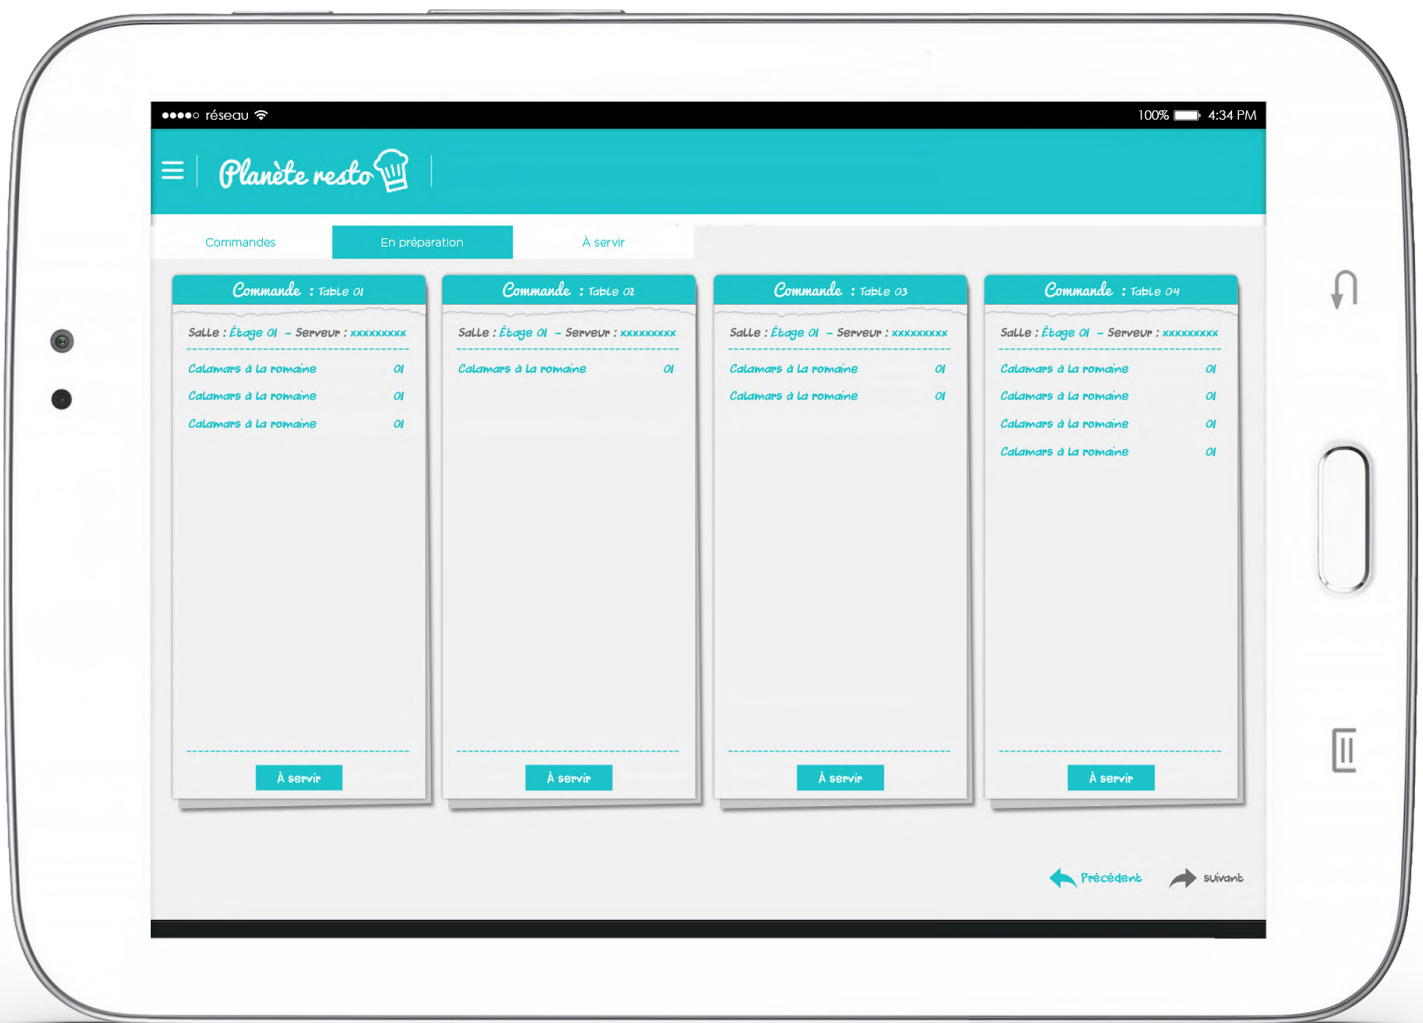 réseau 100% 4:34 PM
Planète resto
Commandes En préparation À servir
Commande : Table 01
Salle : Étage 01 - Serveur : xxxxxxxxx
Calamars à la romaine 01
Calamars à la romaine 01
Calamars à la romaine 01
À servir
Commande : Table 02
Salle : Étage 01 - Serveur : xxxxxxxxx
Calamars à la romaine 01
À servir
Commande : Table 03
Salle : Étage 01 - Serveur : xxxxxxxxx
Calamars à la romaine 01
Calamars à la romaine 01
À servir
Commande : Table 04
Salle : Étage 01 - Serveur : xxxxxxxxx
Calamars à la romaine 01
Calamars à la romaine 01
Calamars à la romaine 01
Calamars à la romaine 01
À servir
Précédent suivant